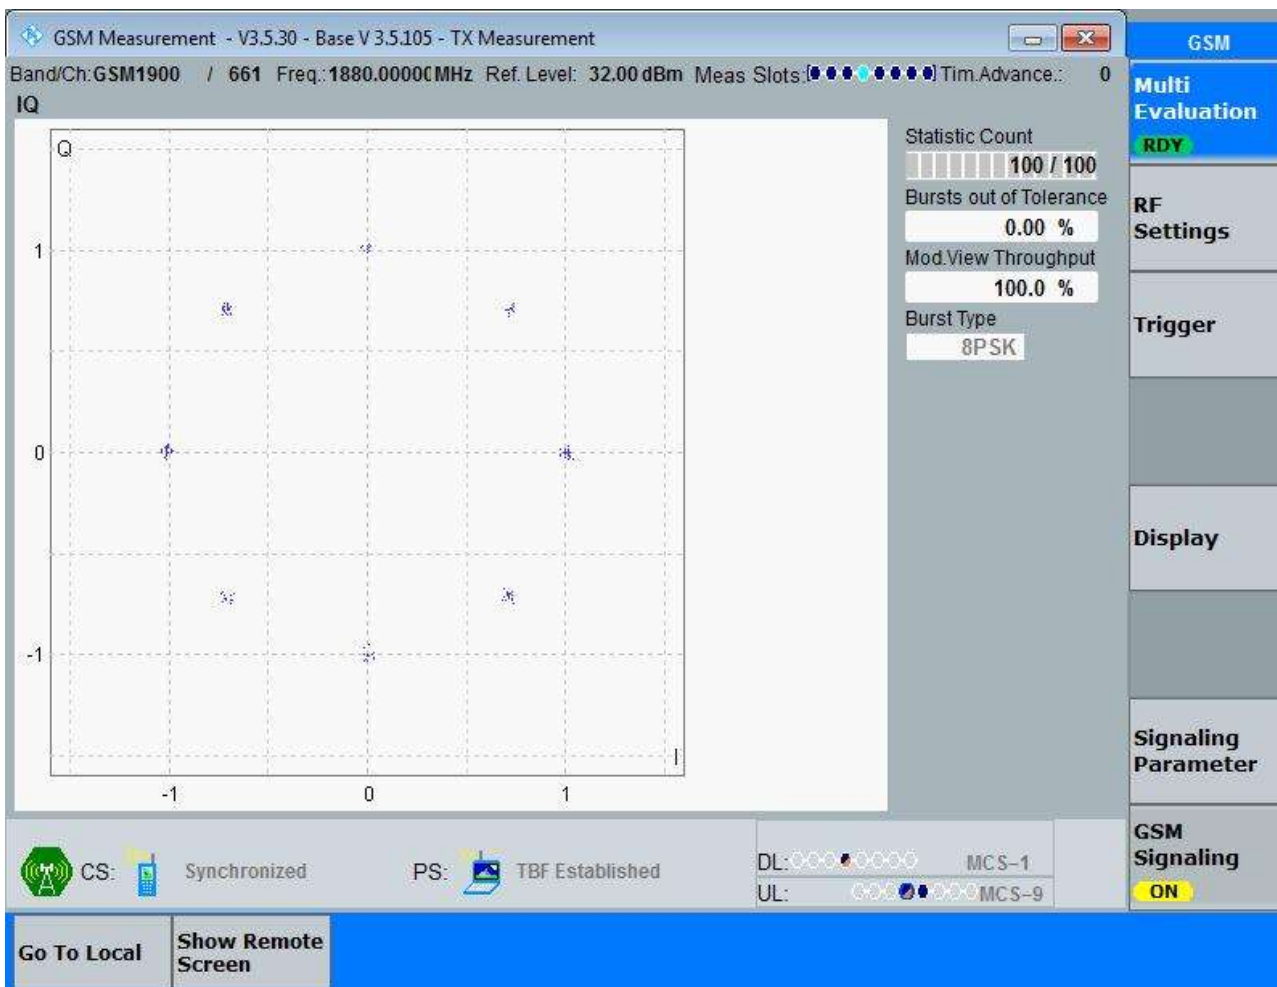 GSM Measurement - V3.5.30 - Base V 3.5.105 - TX Measurement
GSM
Band/Ch:GSM1900 / 661 Freq.:1880.00000MHz Ref. Level: 32.00 dBm Meas Slots: Tim.Advance.: 0
IQ
Multi
Evaluation
RDY
Q
1
0
-1
I
-1 0 1
Statistic Count
100 / 100
Bursts out of Tolerance
0.00 %
Mod.View Throughput
100.0 %
Burst Type
8PSK
RF
Settings
Trigger
Display
Signaling
Parameter
GSM
Signaling
ON
CS: Synchronized PS: TBF Established
DL: MCS-1
UL: MCS-9
Go To Local
Show Remote
Screen